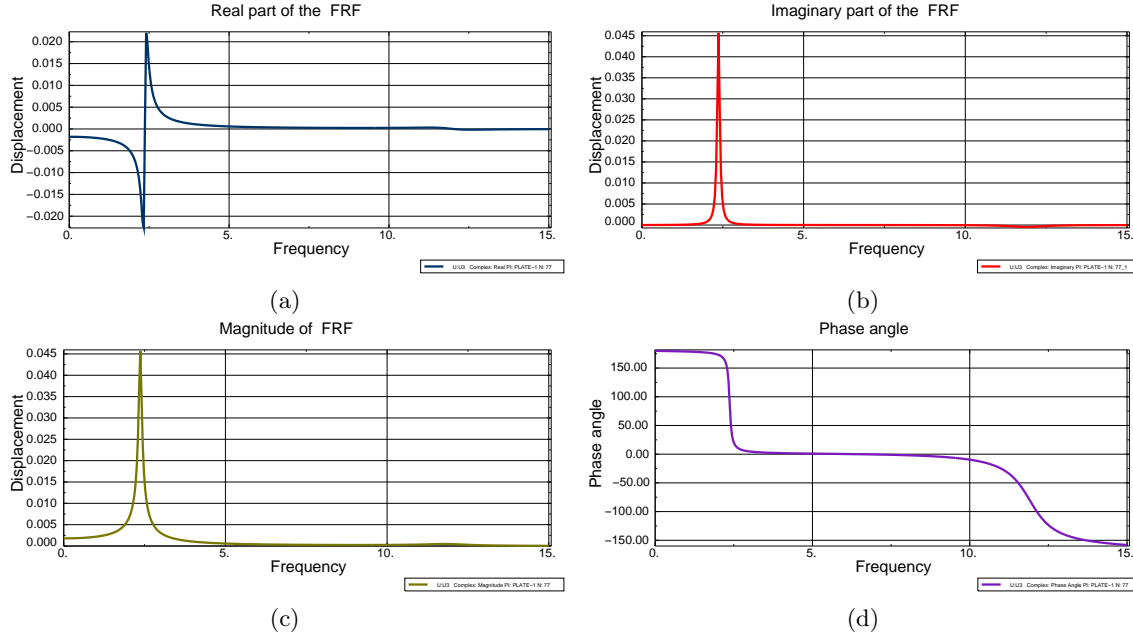 Real part of the FRF
0.020
0.015
0.010
0.005
0.000
−0.005
−0.010
−0.015
−0.020
Displacement
0. 5. 10. 15.
Frequency
U:U3 Complex: Real PI: PLATE−1 N: 77
(a)
Imaginary part of the FRF
0.045
0.040
0.035
0.030
0.025
0.020
0.015
0.010
0.005
0.000
Displacement
0. 5. 10. 15.
Frequency
U:U3 Complex: Imaginary PI: PLATE−1 N: 77_1
(b)
Magnitude of FRF
0.045
0.040
0.035
0.030
0.025
0.020
0.015
0.010
0.005
0.000
Displacement
0. 5. 10. 15.
Frequency
U:U3 Complex: Magnitude PI: PLATE−1 N: 77
(c)
Phase angle
150.00
100.00
50.00
0.00
−50.00
−100.00
−150.00
Phase angle
0. 5. 10. 15.
Frequency
U:U3 Complex: Phase Angle PI: PLATE−1 N: 77
(d)